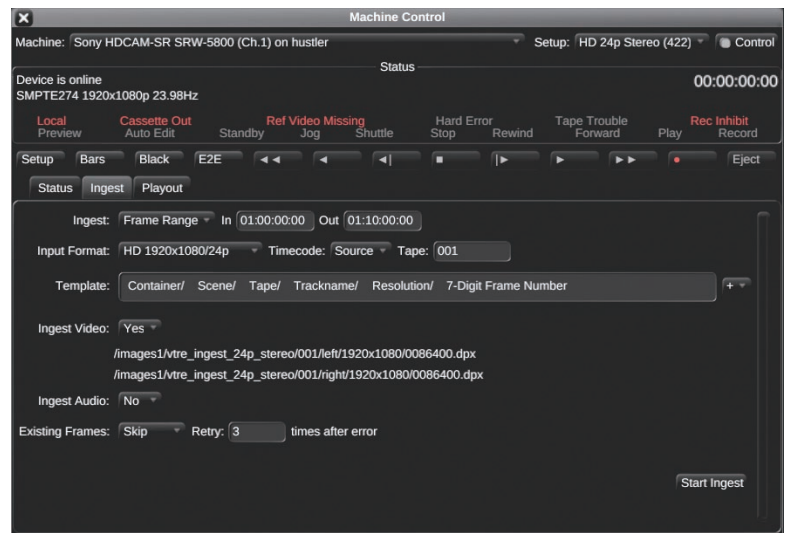 Machine Control
Machine: Sony HDCAM-SR SRW-5800 (Ch.1) on hustler Setup: HD 24p Stereo (422) Control
Status
Device is online 00:00:00:00
SMPTE274 1920x1080p 23.98Hz
Local Cassette Out Ref Video Missing Hard Error Tape Trouble Rec Inhibit
Preview Auto Edit Standby Jog Shuttle Stop Rewind Forward Play Record
Setup Bars Black E2E Eject
Status Ingest Playout
Ingest: Frame Range In 01:00:00:00 Out 01:10:00:00
Input Format: HD 1920x1080/24p Timecode: Source Tape: 001
Template: Container/ Scene/ Tape/ Trackname/ Resolution/ 7-Digit Frame Number +
Ingest Video: Yes
/images1/vtre_ingest_24p_stereo/001/left/1920x1080/0086400.dpx
/images1/vtre_ingest_24p_stereo/001/right/1920x1080/0086400.dpx
Ingest Audio: No
Existing Frames: Skip Retry: 3 times after error
Start Ingest